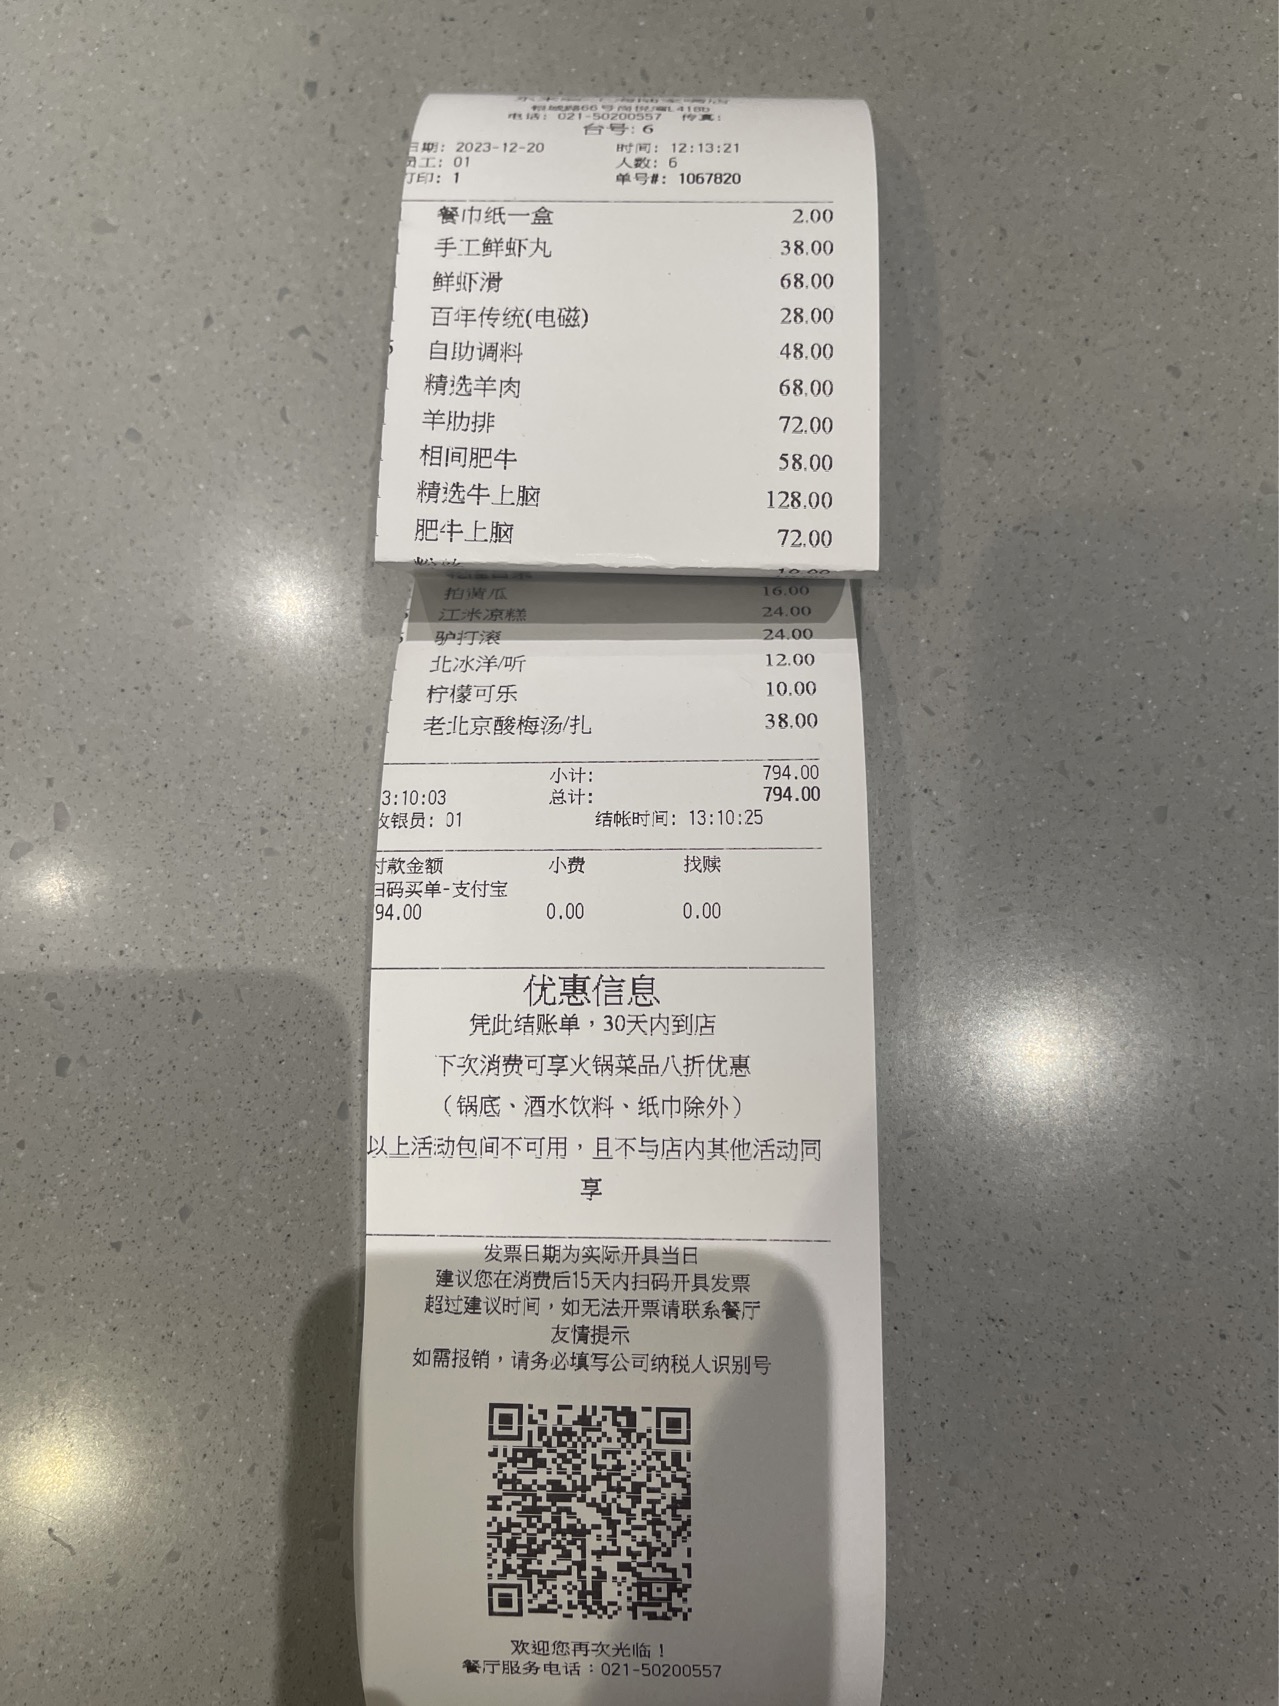 电话: 021-50200557 传真:
台号: 6
日期: 2023-12-20 时间: 12:13:21
员工: 01 人数: 6
打印: 1 单号#: 1067820
餐巾纸一盒 2.00
手工鲜虾丸 38.00
鲜虾滑 68.00
百年传统(电磁) 28.00
自助调料 48.00
精选羊肉 68.00
羊肋排 72.00
相间肥牛 58.00
精选牛上脑 128.00
肥牛上脑 72.00
拍黄瓜 16.00
江米凉糕 24.00
驴打滚 24.00
北冰洋/听 12.00
柠檬可乐 10.00
老北京酸梅汤/扎 38.00
小计: 794.00
3:10:03 总计: 794.00
收银员: 01 结帐时间: 13:10:25
付款金额 小费 找赎
扫码买单-支付宝
94.00 0.00 0.00
优惠信息
凭此结账单，30天内到店
下次消费可享火锅菜品八折优惠
（锅底、酒水饮料、纸巾除外）
以上活动包间不可用，且不与店内其他活动同
享
发票日期为实际开具当日
建议您在消费后15天内扫码开具发票
超过建议时间，如无法开票请联系餐厅
友情提示
如需报销，请务必填写公司纳税人识别号
欢迎您再次光临！
餐厅服务电话：021-50200557